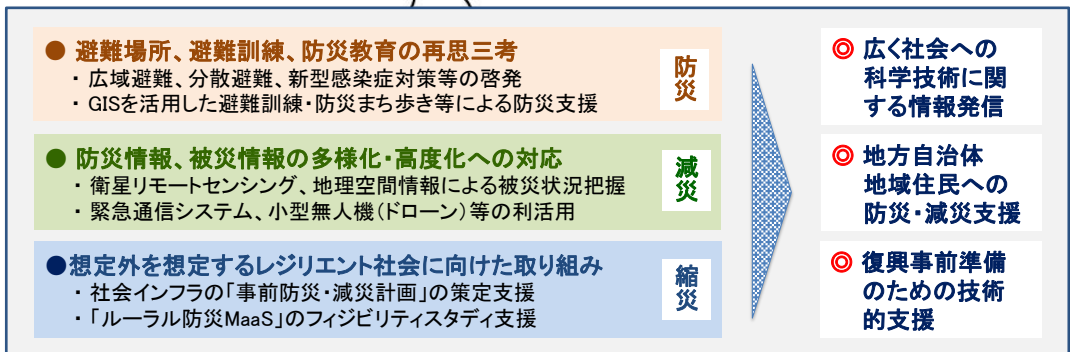 ● 避難場所、避難訓練、防災教育の再思三考
・広域避難、分散避難、新型感染症対策等の啓発
・GISを活用した避難訓練・防災まち歩き等による防災支援
防災
● 防災情報、被災情報の多様化・高度化への対応
・衛星リモートセンシング、地理空間情報による被災状況把握
・緊急通信システム、小型無人機(ドローン)等の利活用
減災
●想定外を想定するレジリエント社会に向けた取り組み
・社会インフラの「事前防災・減災計画」の策定支援
・「ルーラル防災MaaS」のフィジビリティスタディ支援
縮災
◎ 広く社会への
科学技術に関
する情報発信
◎ 地方自治体
地域住民への
防災・減災支援
◎ 復興事前準備
のための技術
的支援